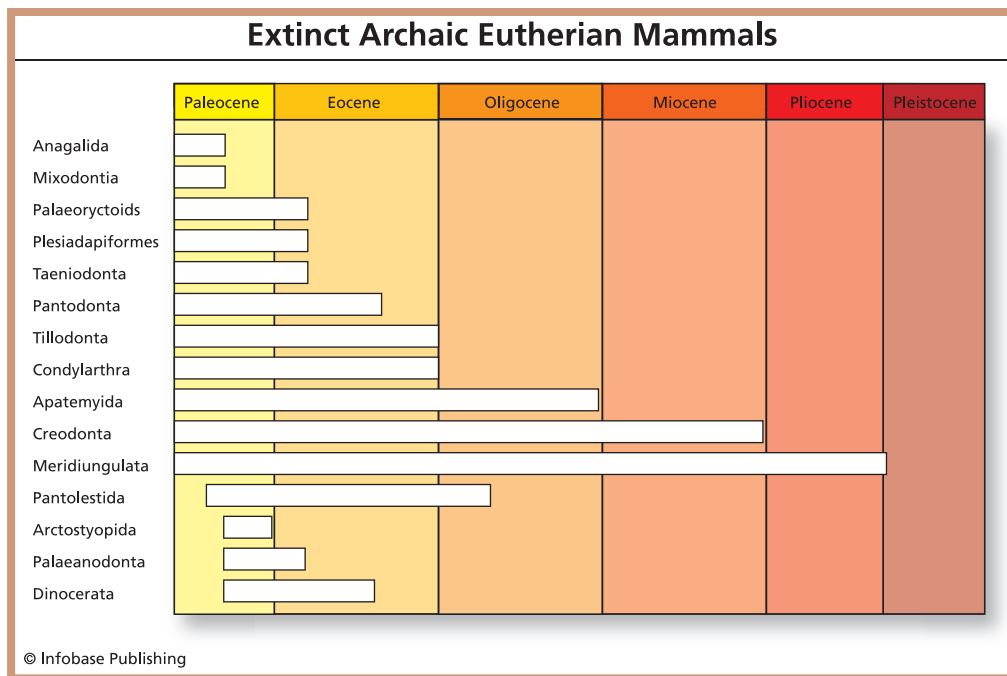 Extinct Archaic Eutherian Mammals
Paleocene Eocene Oligocene Miocene Pliocene Pleistocene
Anagalida
Mixodontia
Palaeoryctoids
Plesiadapiformes
Taeniodonta
Pantodonta
Tillodonta
Condylarthra
Apatemyida
Creodonta
Meridiungulata
Pantolestida
Arctostyopida
Palaeanodonta
Dinocerata
© Infobase Publishing